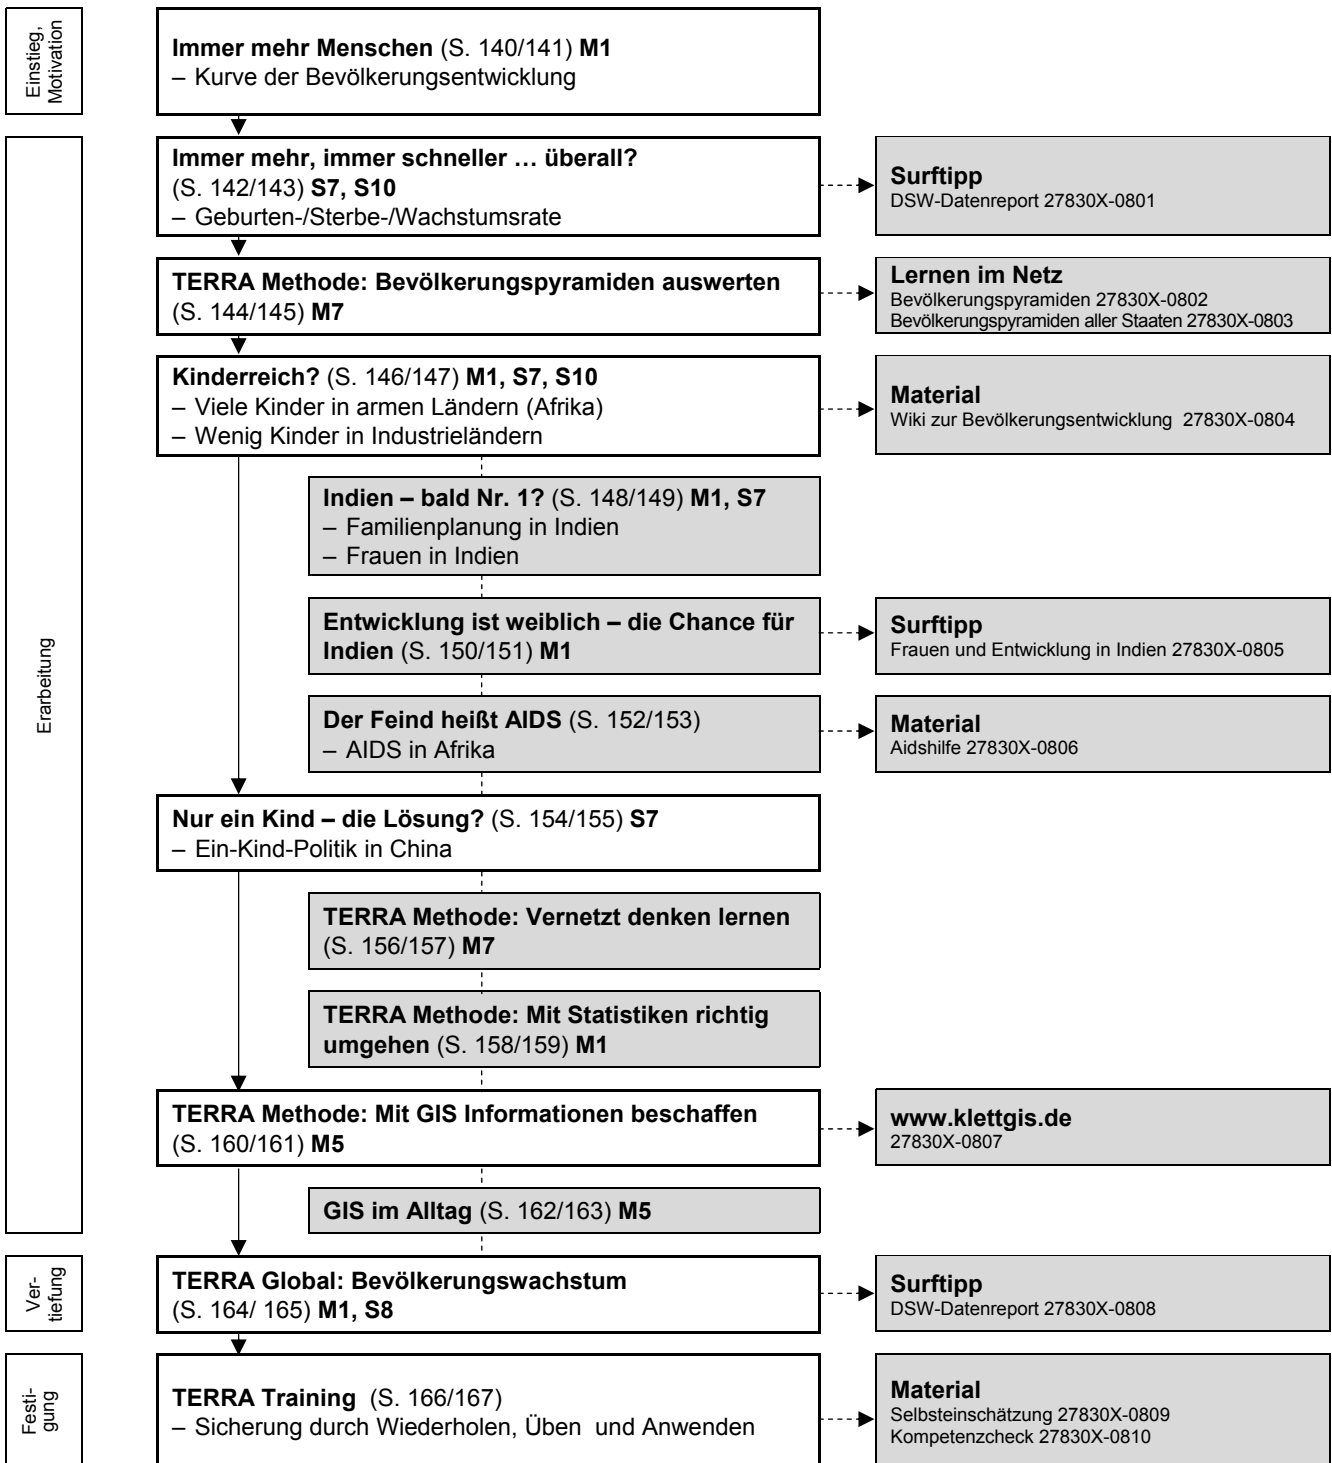 Einstieg,
Motivation
Immer mehr Menschen (S. 140/141) M1
– Kurve der Bevölkerungsentwicklung
Erarbeitung
Immer mehr, immer schneller … überall?
(S. 142/143) S7, S10
– Geburten-/Sterbe-/Wachstumsrate
Surftipp
DSW-Datenreport 27830X-0801
TERRA Methode: Bevölkerungspyramiden auswerten
(S. 144/145) M7
Lernen im Netz
Bevölkerungspyramiden 27830X-0802
Bevölkerungspyramiden aller Staaten 27830X-0803
Kinderreich? (S. 146/147) M1, S7, S10
– Viele Kinder in armen Ländern (Afrika)
– Wenig Kinder in Industrieländern
Material
Wiki zur Bevölkerungsentwicklung 27830X-0804
Indien – bald Nr. 1? (S. 148/149) M1, S7
– Familienplanung in Indien
– Frauen in Indien
Entwicklung ist weiblich – die Chance für
Indien (S. 150/151) M1
Surftipp
Frauen und Entwicklung in Indien 27830X-0805
Der Feind heißt AIDS (S. 152/153)
– AIDS in Afrika
Material
Aidshilfe 27830X-0806
Nur ein Kind – die Lösung? (S. 154/155) S7
– Ein-Kind-Politik in China
TERRA Methode: Vernetzt denken lernen
(S. 156/157) M7
TERRA Methode: Mit Statistiken richtig
umgehen (S. 158/159) M1
TERRA Methode: Mit GIS Informationen beschaffen
(S. 160/161) M5
www.klettgis.de
27830X-0807
GIS im Alltag (S. 162/163) M5
Ver-
tiefung
TERRA Global: Bevölkerungswachstum
(S. 164/ 165) M1, S8
Surftipp
DSW-Datenreport 27830X-0808
Festi-
gung
TERRA Training (S. 166/167)
– Sicherung durch Wiederholen, Üben und Anwenden
Material
Selbsteinschätzung 27830X-0809
Kompetenzcheck 27830X-0810